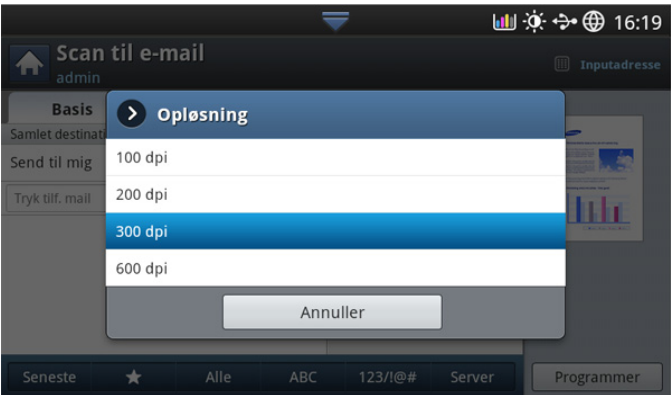 16:19
Scan til e-mail
admin
Inputadresse
Basis
Samlet destinati
Send til mig
Tryk tilf. mail
Opløsning
100 dpi
200 dpi
300 dpi
600 dpi
Annuller
Seneste ★ Alle ABC 123/!@# Server Programmer